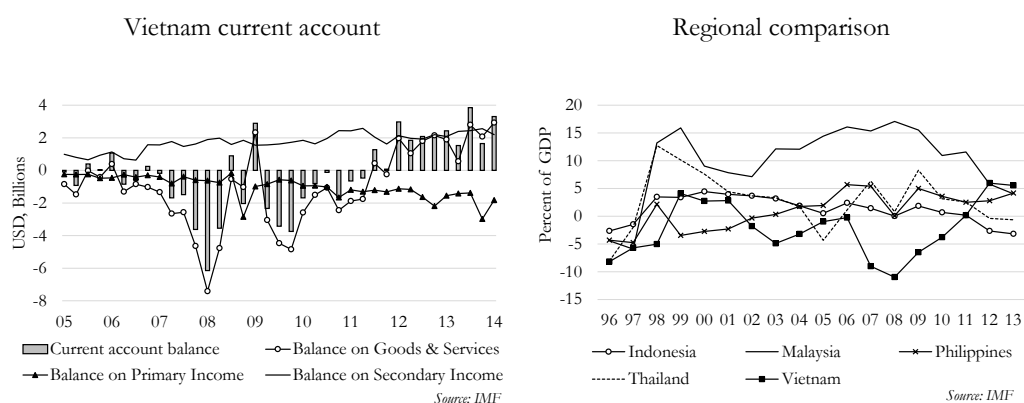 Vietnam current account
USD, Billions
4
2
0
-2
-4
-6
-8
05 06 07 08 09 10 11 12 13 14
Current account balance
Balance on Goods & Services
Balance on Primary Income
Balance on Secondary Income
Source: IMF
Regional comparison
Percent of GDP
20
15
10
5
0
-5
-10
-15
96 97 98 99 00 01 02 03 04 05 06 07 08 09 10 11 12 13
Indonesia
Malaysia
Philippines
Thailand
Vietnam
Source: IMF